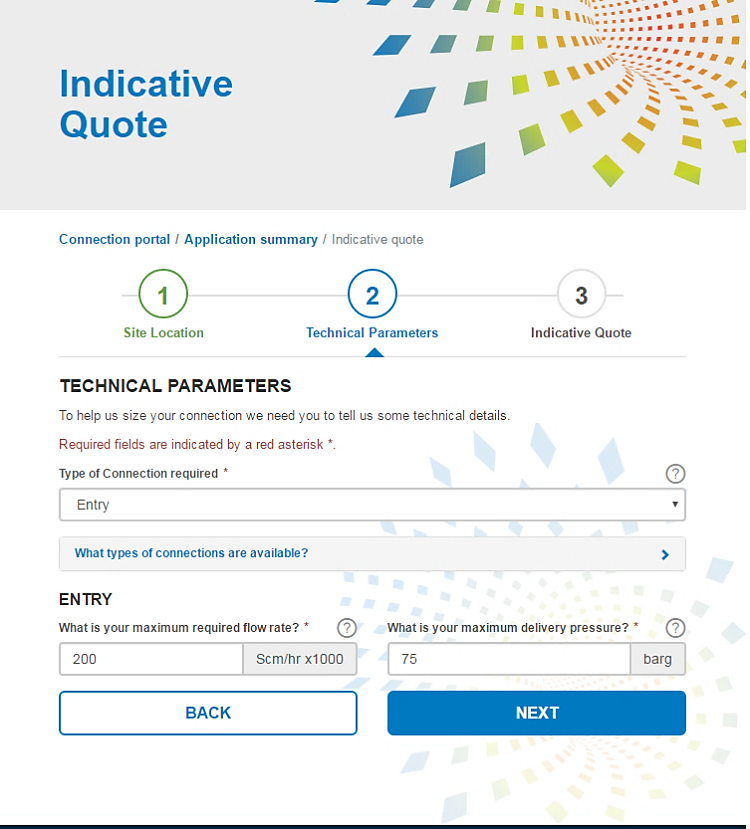 Indicative
Quote
Connection portal / Application summary / Indicative quote
1
2
3
Site Location
Technical Parameters
Indicative Quote
TECHNICAL PARAMETERS
To help us size your connection we need you to tell us some technical details.
Required fields are indicated by a red asterisk *.
Type of Connection required * ?
Entry
What types of connections are available?
ENTRY
What is your maximum required flow rate? * ?
200 Scm/hr x1000
What is your maximum delivery pressure? * ?
75 barg
BACK
NEXT